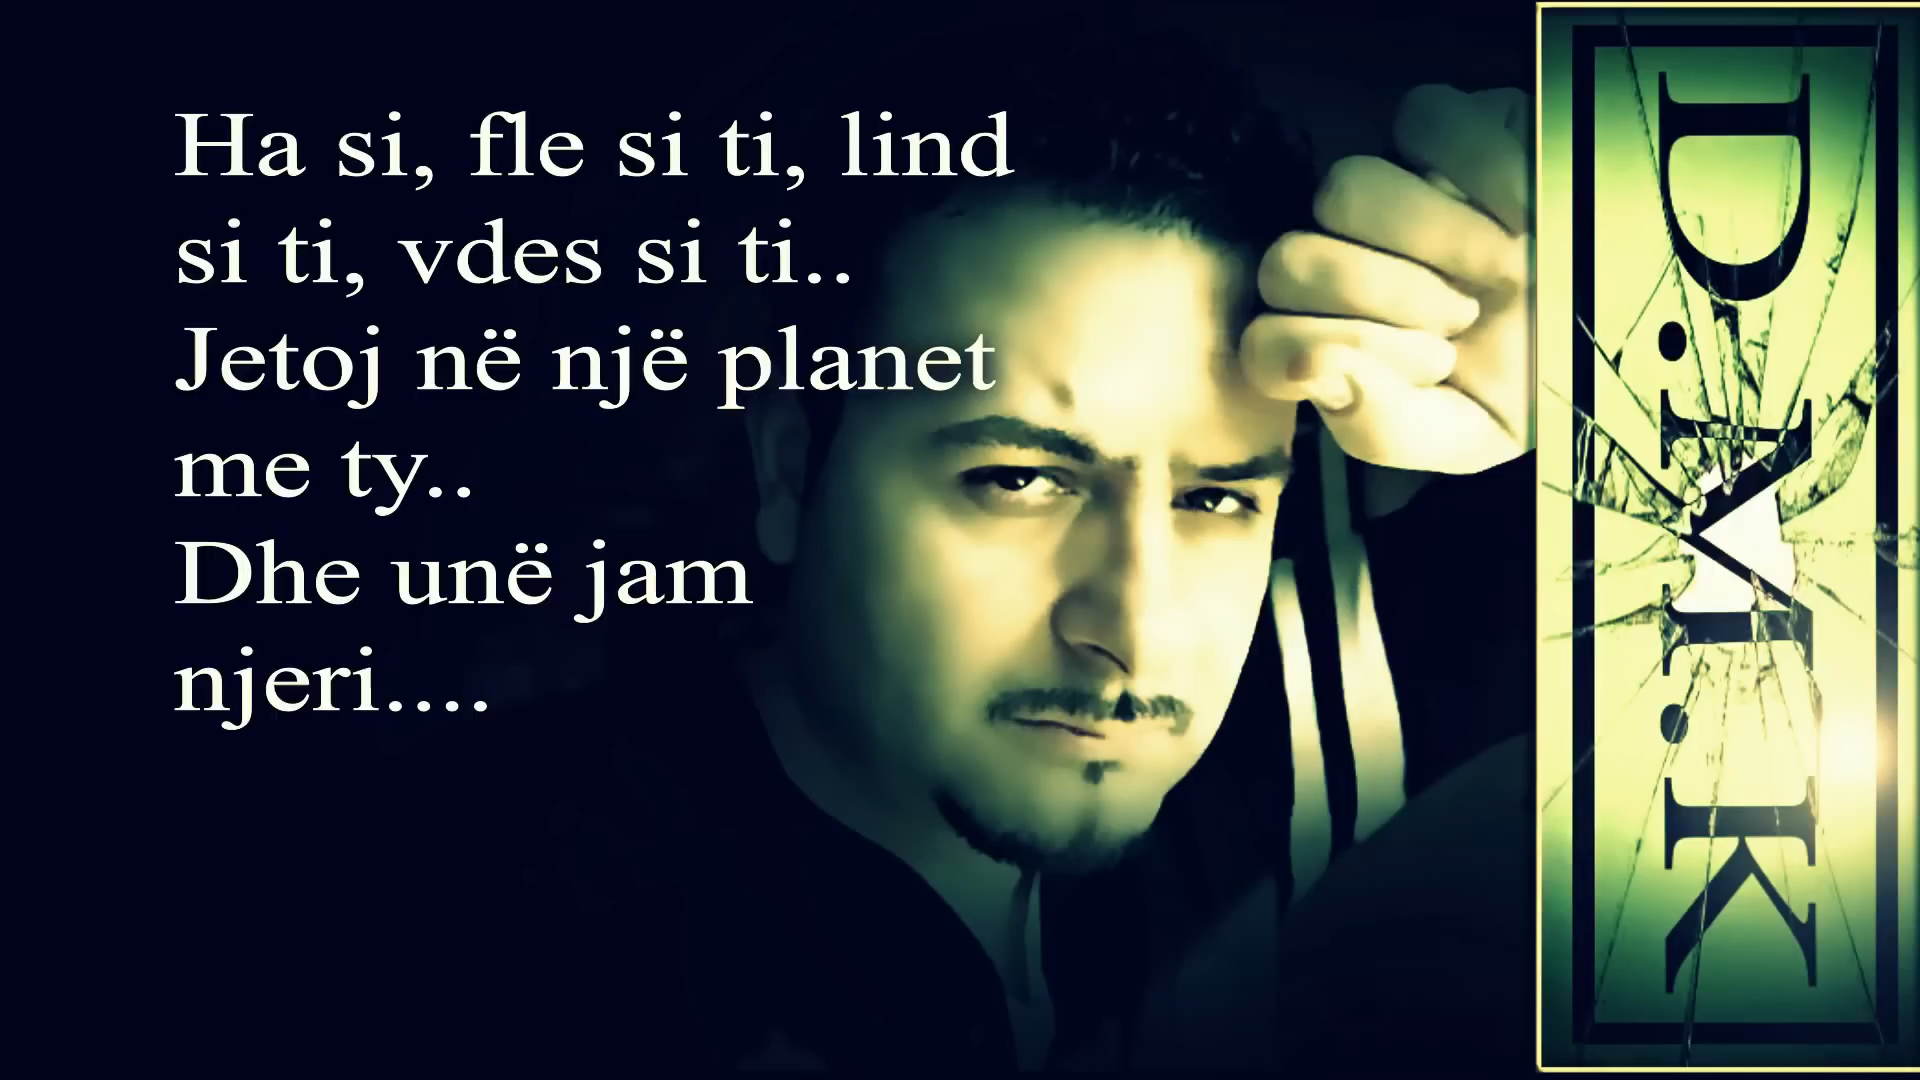 Ha si, fle si ti, lind
si ti, vdes si ti..
Jetoj në një planet
me ty..
Dhe unë jam
njeri....
D.M.K